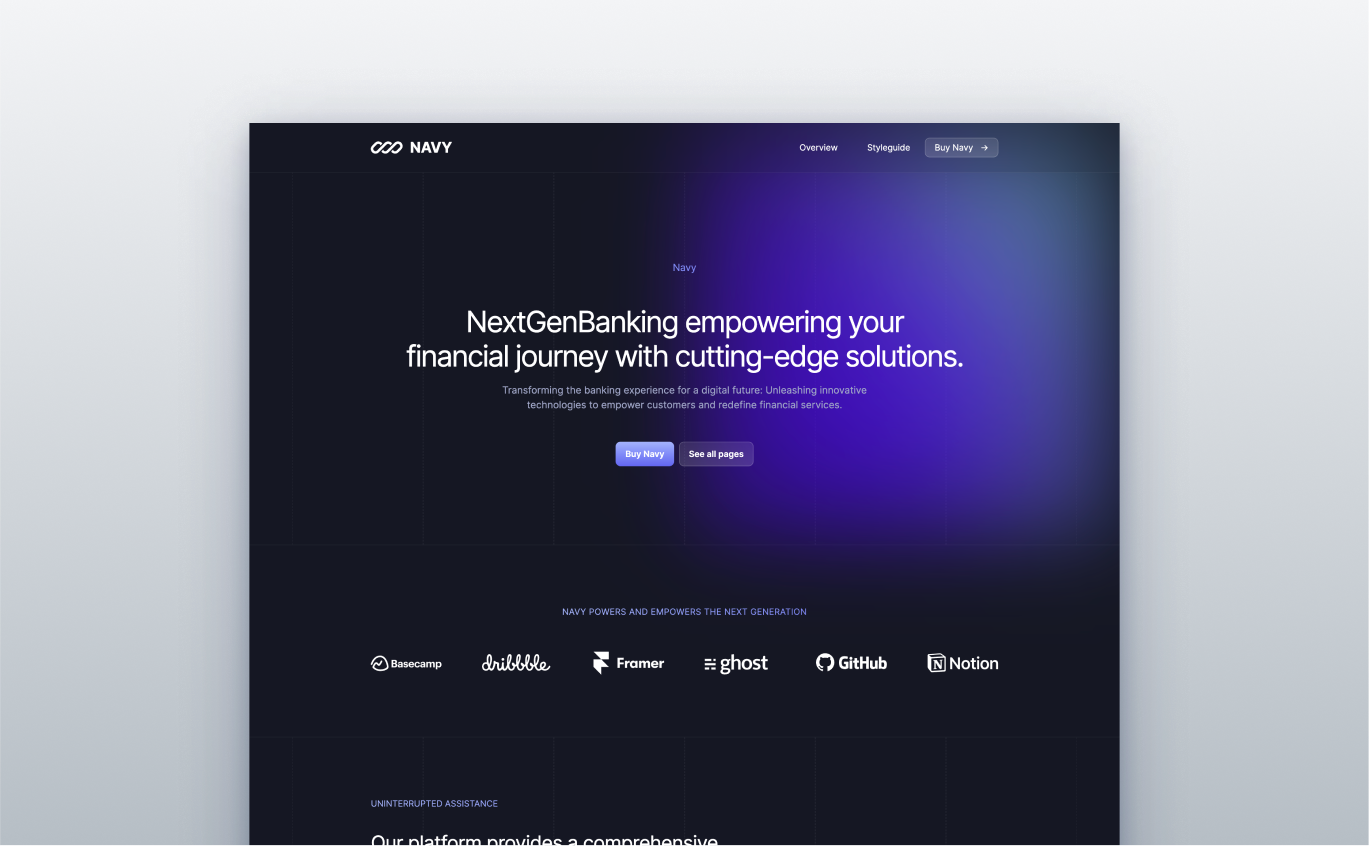 NAVY
Overview
Styleguide
Buy Navy →
Navy
NextGenBanking empowering your
financial journey with cutting-edge solutions.
Transforming the banking experience for a digital future: Unleashing innovative
technologies to empower customers and redefine financial services.
Buy Navy
See all pages
NAVY POWERS AND EMPOWERS THE NEXT GENERATION
Basecamp
dribbble
Framer
ghost
GitHub
Notion
UNINTERRUPTED ASSISTANCE
Our platform provides a comprehensive